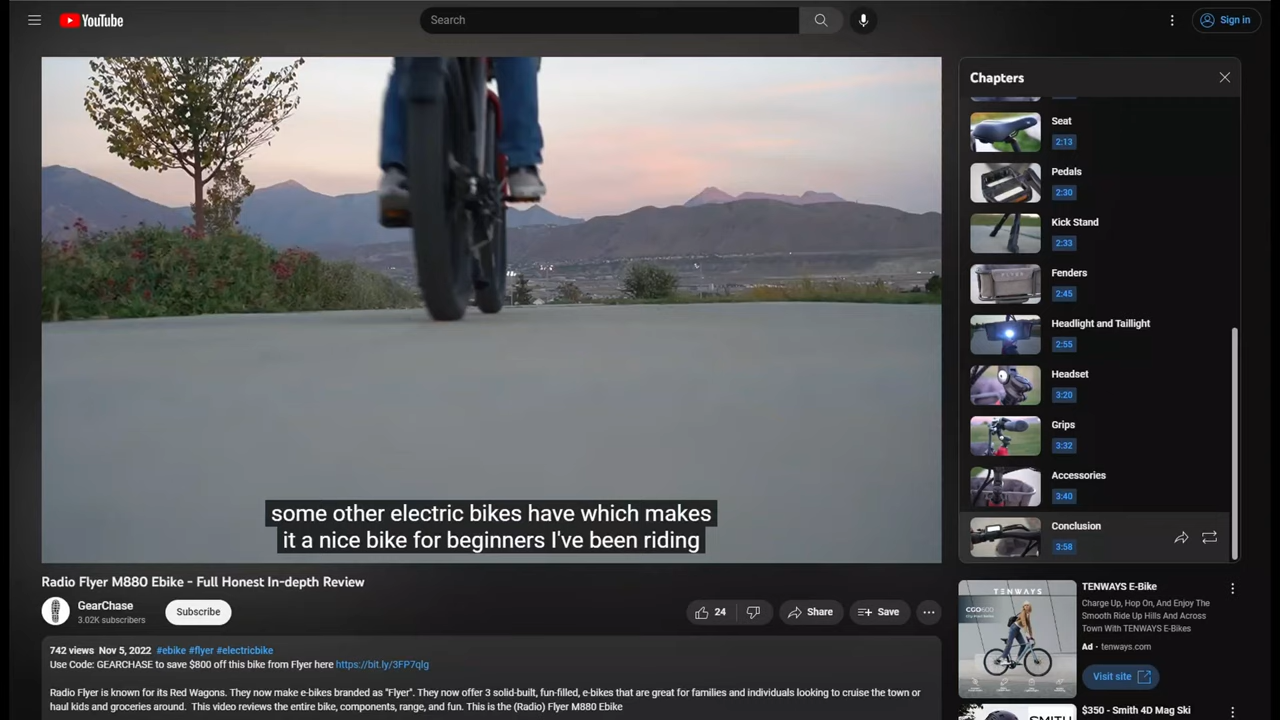 YouTube
Search
Sign in
Chapters
Seat
2:13
Pedals
2:30
Kick Stand
2:33
Fenders
2:45
Headlight and Taillight
2:55
Headset
3:20
Grips
3:32
Accessories
3:40
Conclusion
3:58
some other electric bikes have which makes
it a nice bike for beginners I've been riding
Radio Flyer M880 Ebike - Full Honest In-depth Review
GearChase
3.02K subscribers
Subscribe
24
Share
Save
742 views Nov 5, 2022 #ebike #flyer #electricbike
Use Code: GEARCHASE to save $800 off this bike from Flyer here https://bit.ly/3FP7qlg
Radio Flyer is known for its Red Wagons. They now make e-bikes branded as "Flyer". They now offer 3 solid-built, fun-filled, e-bikes that are great for families and individuals looking to cruise the town or
haul kids and groceries around. This video reviews the entire bike, components, range, and fun. This is the (Radio) Flyer M880 Ebike
TENWAYS
CGO600
TENWAYS E-Bike
Charge Up, Hop On, And Enjoy The
Smooth Ride Up Hills And Across
Town With TENWAYS E-Bikes
Ad · tenways.com
Visit site
$350 - Smith 4D Mag Ski
SMITH